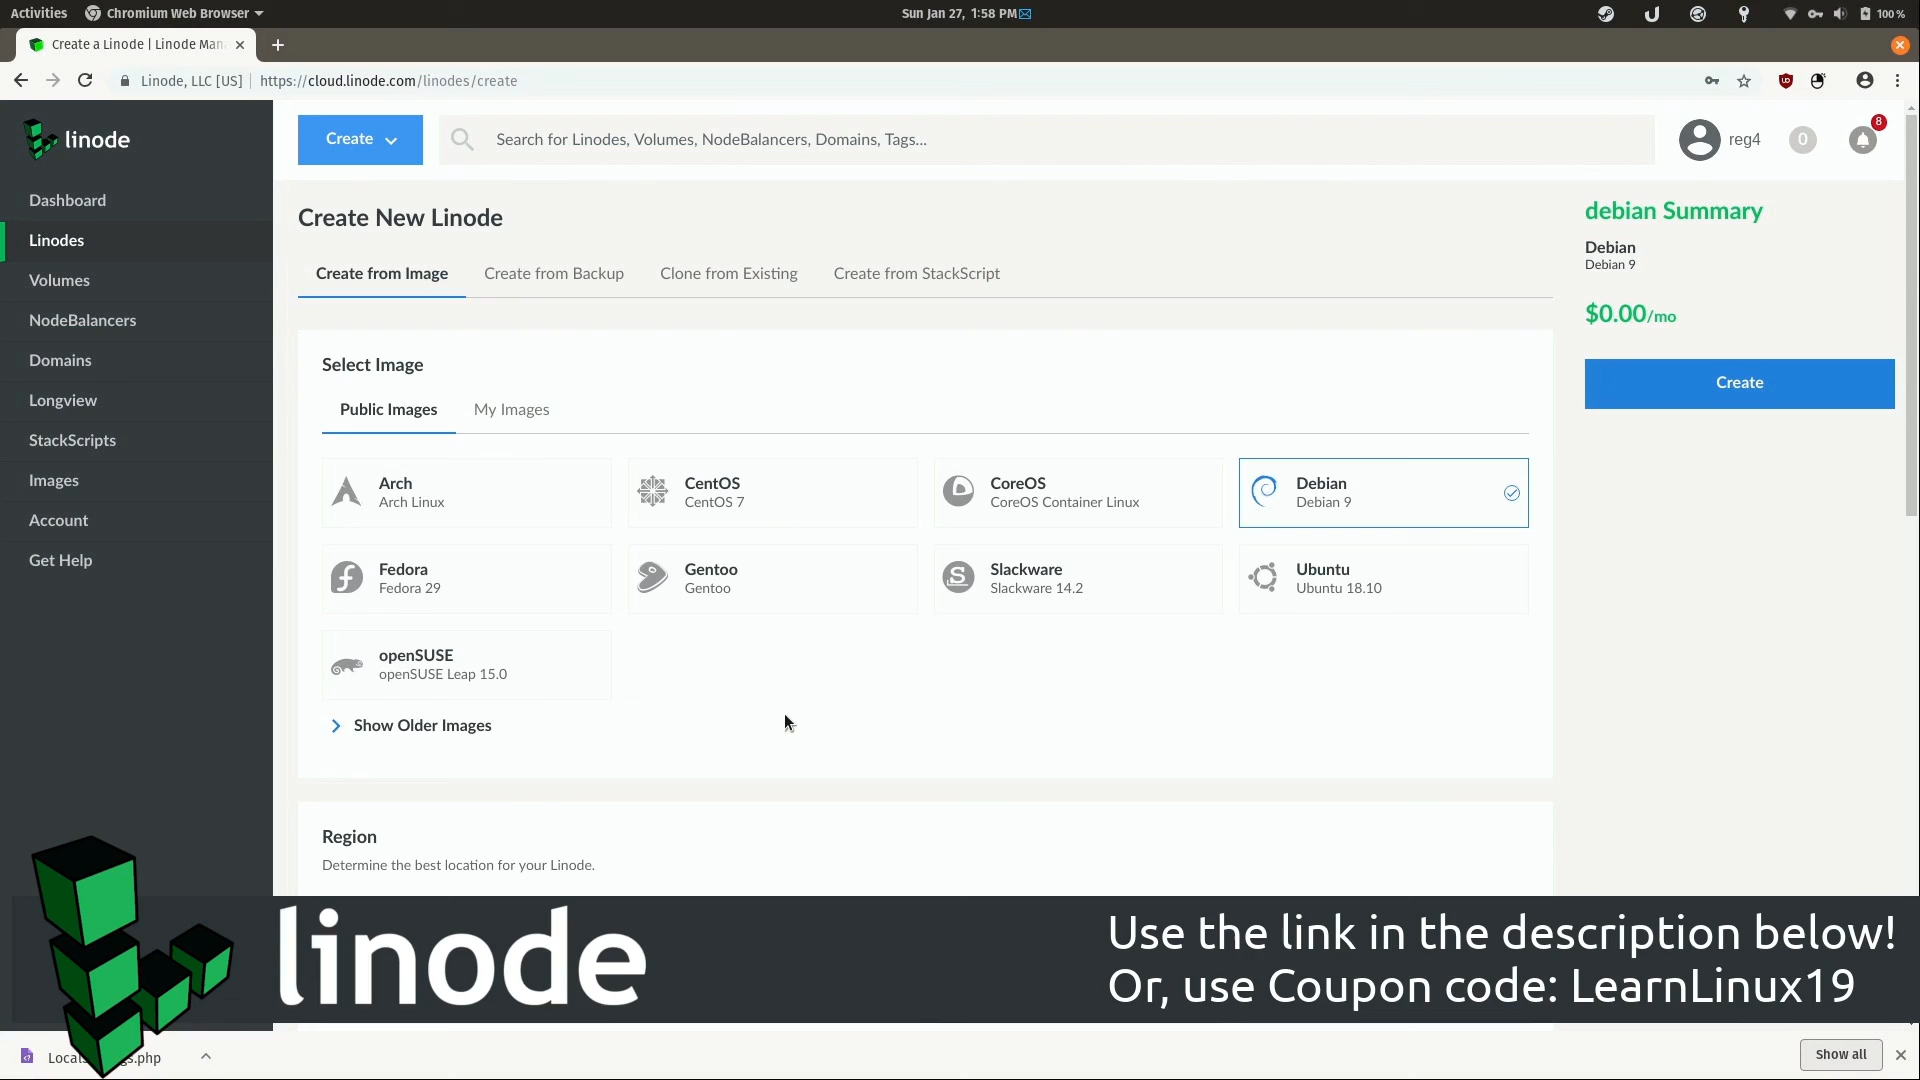 Activities
Chromium Web Browser
Sun Jan 27, 1:58 PM
100 %
Create a Linode | Linode Man
Linode, LLC [US]
https://cloud.linode.com/linodes/create
linode
Create
Search for Linodes, Volumes, NodeBalancers, Domains, Tags...
reg4
0
8
Dashboard
Linodes
Volumes
NodeBalancers
Domains
Longview
StackScripts
Images
Account
Get Help
Create New Linode
Create from Image
Create from Backup
Clone from Existing
Create from StackScript
Select Image
Public Images
My Images
Arch
Arch Linux
CentOS
CentOS 7
CoreOS
CoreOS Container Linux
Debian
Debian 9
Fedora
Fedora 29
Gentoo
Gentoo
Slackware
Slackware 14.2
Ubuntu
Ubuntu 18.10
openSUSE
openSUSE Leap 15.0
Show Older Images
Region
Determine the best location for your Linode.
debian Summary
Debian
Debian 9
$0.00/mo
Create
linode
Use the link in the description below!
Or, use Coupon code: LearnLinux19
Show all